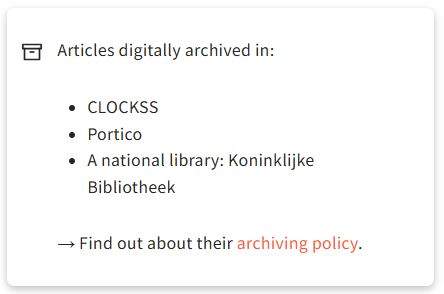 Articles digitally archived in:
• CLOCKSS
• Portico
• A national library: Koninklijke
Bibliotheek
→ Find out about their archiving policy.